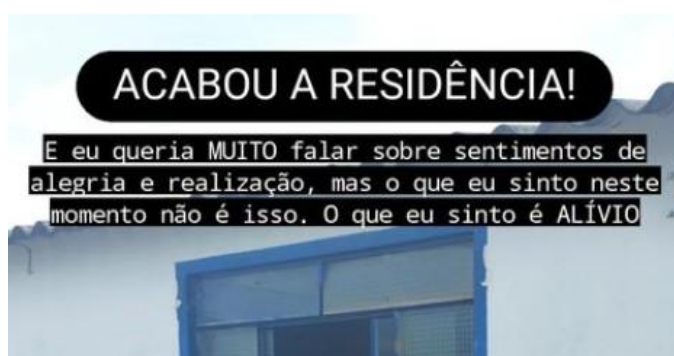 ACABOU A RESIDÊNCIA!
E eu queria MUITO falar sobre sentimentos de
alegria e realização, mas o que eu sinto neste
momento não é isso. O que eu sinto é ALÍVIO